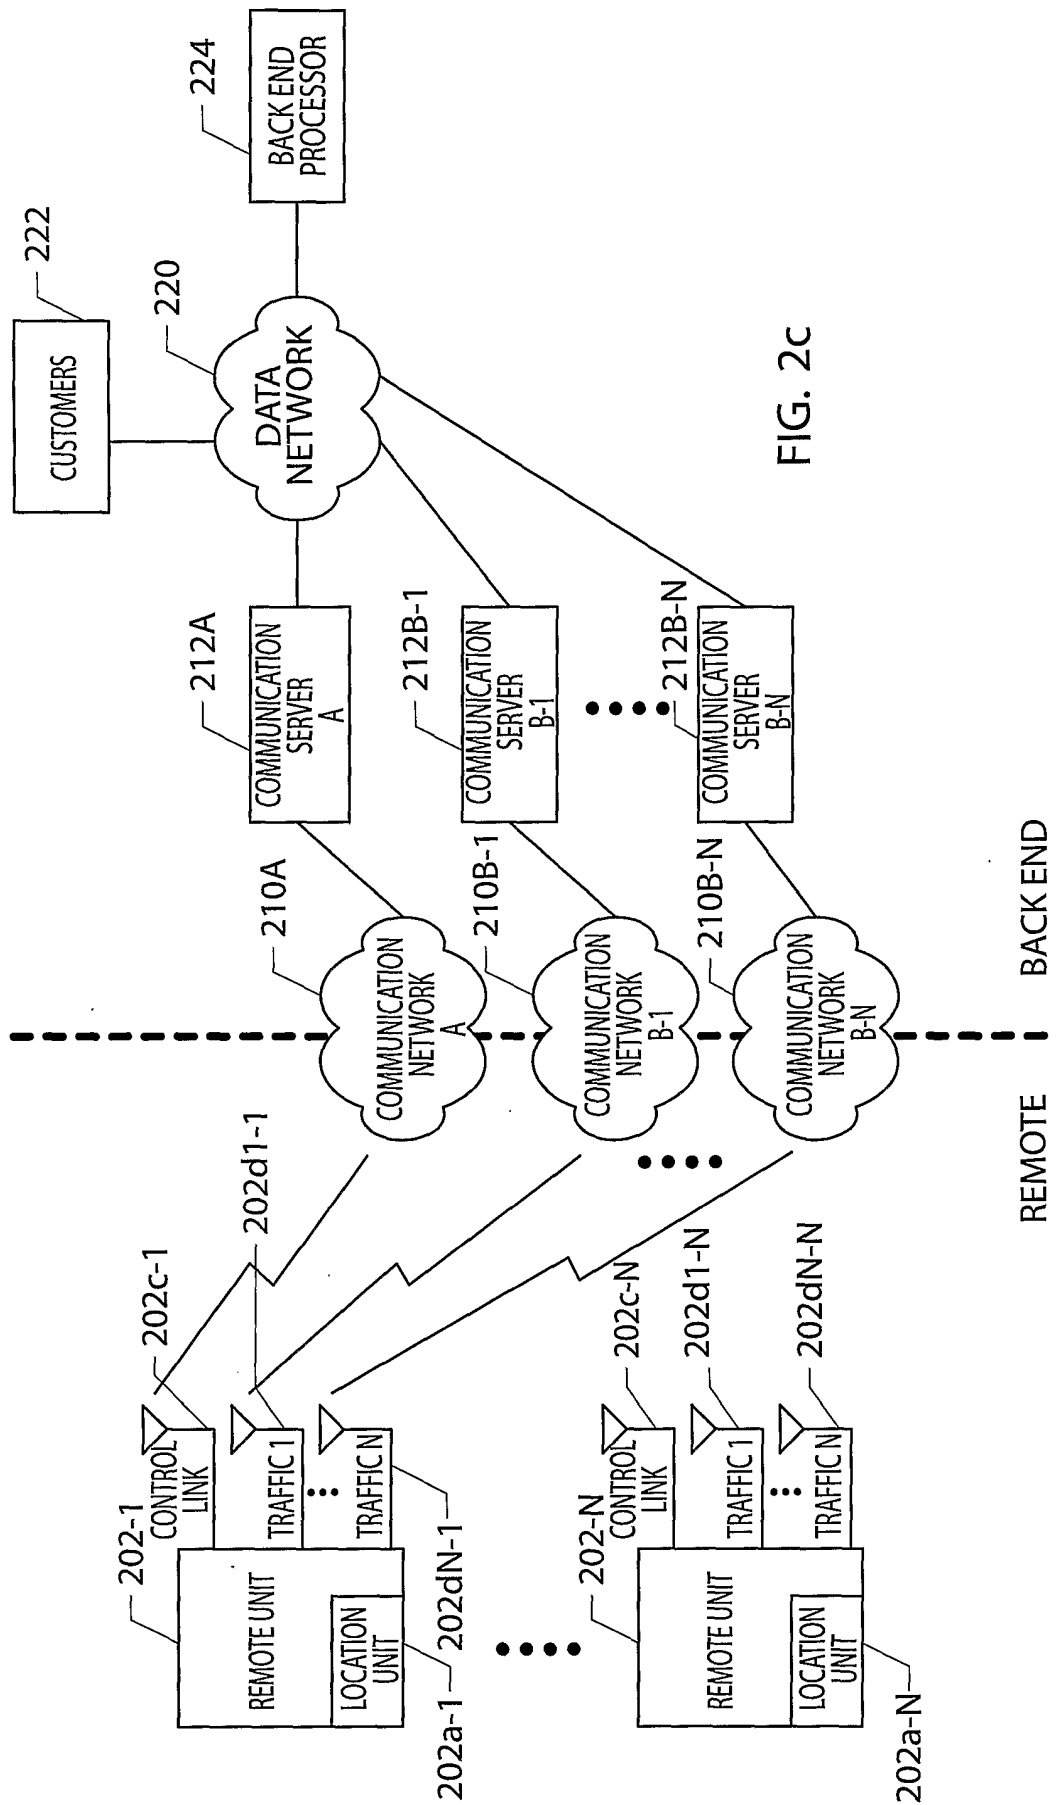 202-1
CONTROL
LINK
202c-1
TRAFFIC 1
202d1-1
TRAFFIC N
202dN-1
REMOTE UNIT
LOCATION
UNIT
202a-1
202-N
CONTROL
LINK
202c-N
TRAFFIC 1
202d1-N
TRAFFIC N
202dN-N
REMOTE UNIT
LOCATION
UNIT
202a-N
210A
COMMUNICATION
NETWORK
A
210B-1
COMMUNICATION
NETWORK
B-1
210B-N
COMMUNICATION
NETWORK
B-N
212A
COMMUNICATION
SERVER
A
212B-1
COMMUNICATION
SERVER
B-1
212B-N
COMMUNICATION
SERVER
B-N
CUSTOMERS
222
220
DATA
NETWORK
224
BACK END
PROCESSOR
REMOTE
BACK END
FIG. 2c